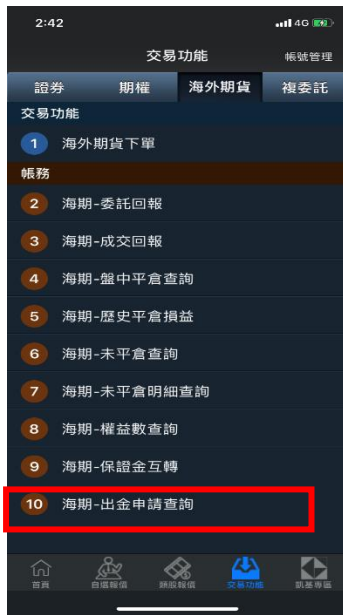 2:42
4G
交易功能
帳號管理
證券
期權
海外期貨
複委託
交易功能
1 海外期貨下單
帳務
2 海期-委託回報
3 海期-成交回報
4 海期-盤中平倉查詢
5 海期-歷史平倉損益
6 海期-未平倉查詢
7 海期-未平倉明細查詢
8 海期-權益數查詢
9 海期-保證金互轉
10 海期-出金申請查詢
首頁
自選報價
類股報價
交易功能
凱基專區